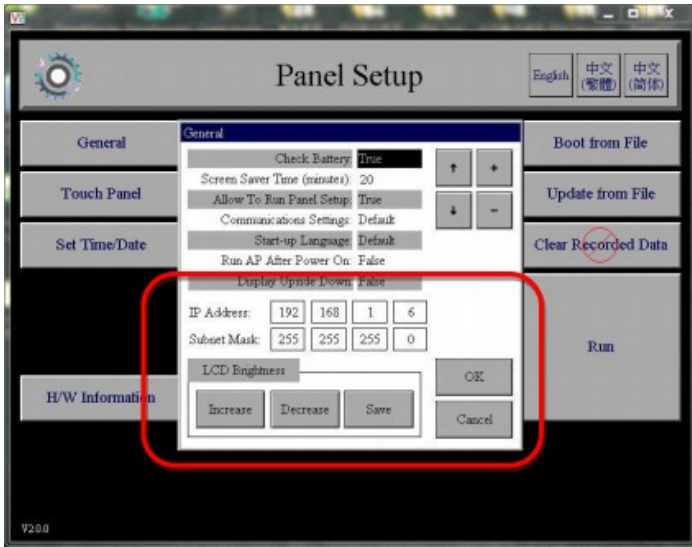 Panel Setup
English
中文
(繁體)
中文
(简体)
General
Touch Panel
Set Time/Date
H/W Information
General
Check Battery: True
Screen Saver Time (minutes): 20
Allow To Run Panel Setup: True
Communications Settings: Default
Start-up Language: Default
Run AP After Power On: False
Display Upside Down: False
IP Address: 192 168 1 6
Subnet Mask: 255 255 255 0
LCD Brightness
Increase Decrease Save
↑ +
↓ -
OK
Cancel
Boot from File
Update from File
Clear Recorded Data
Run
V2.0.0